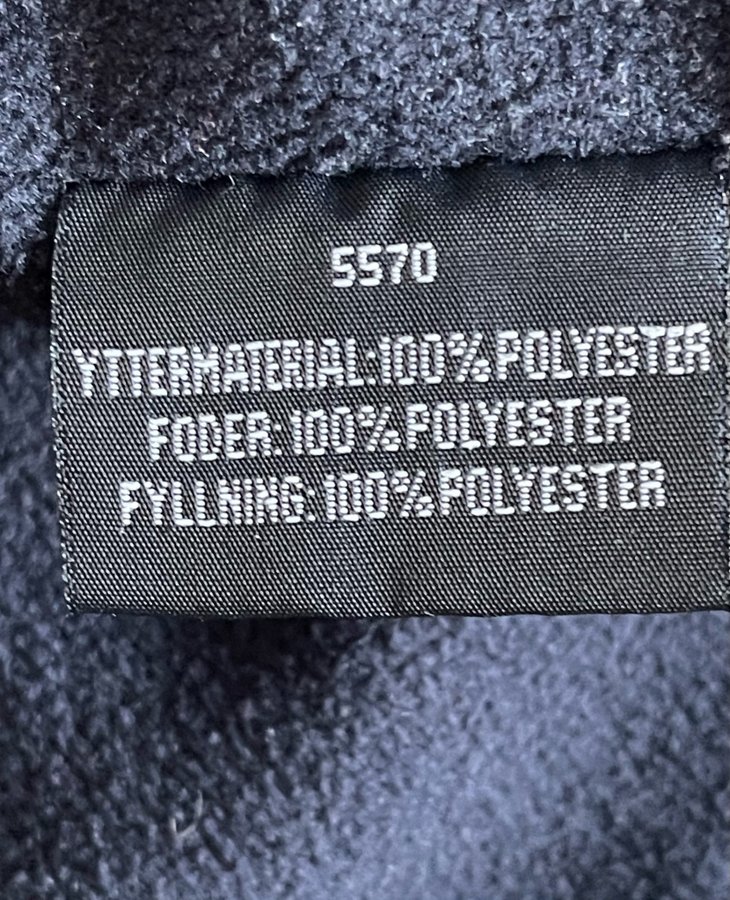 5570
YTTERMATERIAL:100%POLYESTER
FODER:100%POLYESTER
FYLLNING:100%POLYESTER